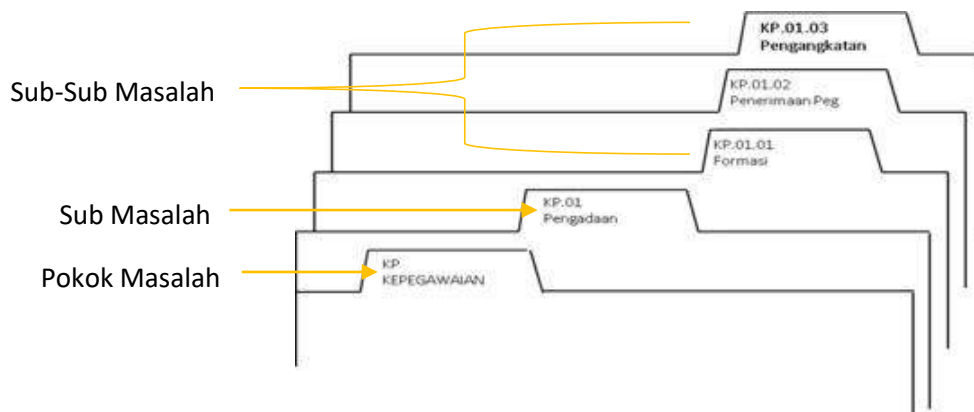 KP.01.03
Pengangkatan
Sub-Sub Masalah
KP.01.02
Penerimaan Peg
KP.01.01
Formasi
Sub Masalah
KP.01
Pengadaan
Pokok Masalah
KP
KEPEGAWAIAN